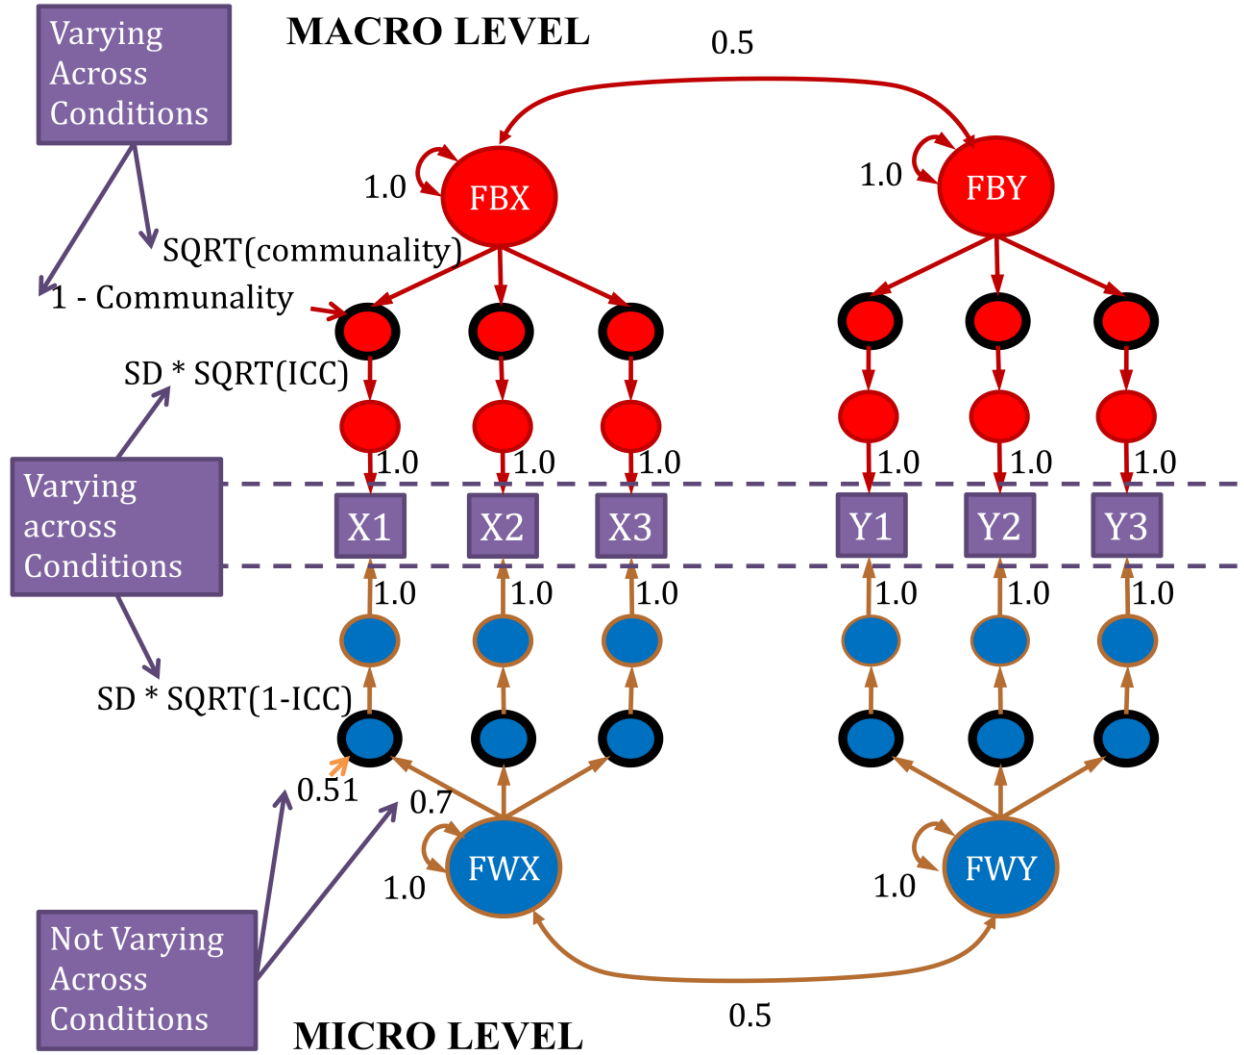 Varying
Across
Conditions
MACRO LEVEL
0.5
1.0
FBX
1.0
FBY
SQRT(communality)
1 - Communality
SD * SQRT(ICC)
1.0
1.0
1.0
1.0
1.0
1.0
Varying
across
Conditions
X1
X2
X3
Y1
Y2
Y3
1.0
1.0
1.0
1.0
1.0
1.0
SD * SQRT(1-ICC)
0.51
0.7
1.0
FWX
1.0
FWY
Not Varying
Across
Conditions
0.5
MICRO LEVEL